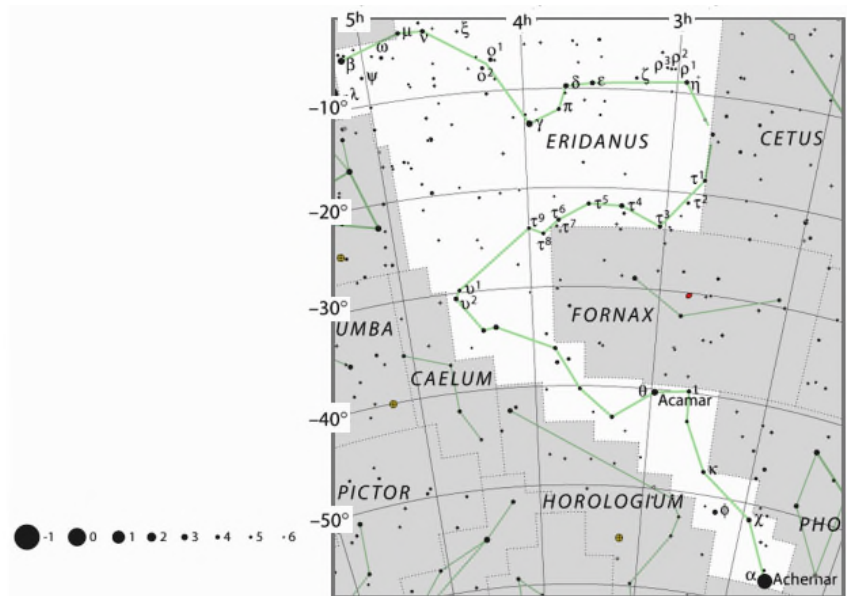 5h 4h 3h
β ω μ ν ξ ο¹ ο²
ψ λ
δ ε ζ ρ³ ρ² ρ¹ η
π γ
-10°
ERIDANUS
CETUS
τ¹
τ²
-20°
τ⁹ τ⁸ τ⁶ τ⁷ τ⁵ τ⁴ τ³
υ¹
υ²
-30°
UMBA
FORNAX
CAELUM
θ Acamar ι
-40°
κ
PICTOR
HOROLOGIUM
φ
χ
PHO
-50°
-1 0 1 2 3 4 5 6
α Achernar